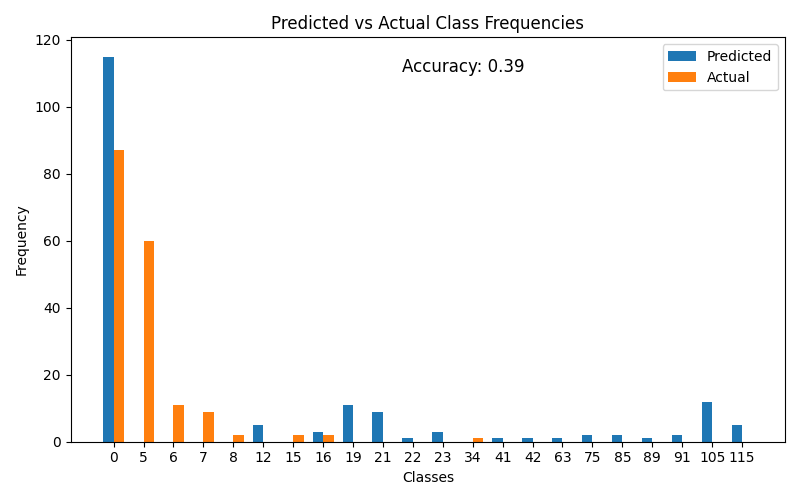 Predicted vs Actual Class Frequencies
Accuracy: 0.39
Predicted
Actual
Frequency
120
100
80
60
40
20
0
0 5 6 7 8 12 15 16 19 21 22 23 34 41 42 63 75 85 89 91 105 115
Classes